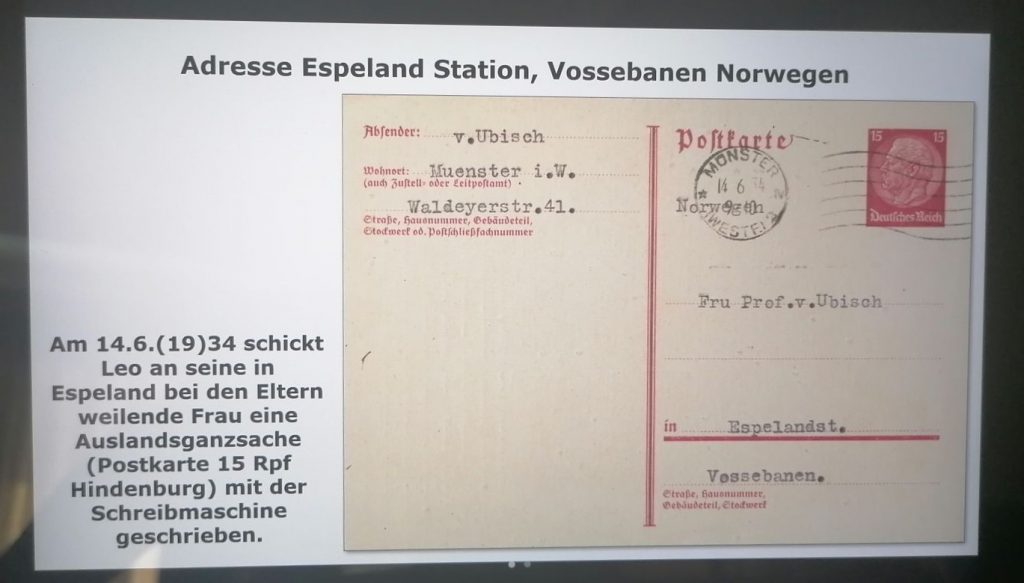 Adresse Espeland Station, Vossebanen Norwegen
Absender: v.Ubisch
Wohnort: Muenster i.W.
(auch Zustell- oder Leitpostamt)
Waldeyerstr.41.
Straße, Hausnummer, Gebäudeteil,
Stockwerk od. Postschließfachnummer
Postkarte
15 15
Deutsches Reich
MÜNSTER
14 6 34
(WESTF) 2
Norwegen
Fru Prof.v.Ubisch
in Espelandst.
Vossebanen.
Straße, Hausnummer,
Gebäudeteil, Stockwerk
Am 14.6.(19)34 schickt
Leo an seine in
Espeland bei den Eltern
weilende Frau eine
Auslandsganzsache
(Postkarte 15 Rpf
Hindenburg) mit der
Schreibmaschine
geschrieben.